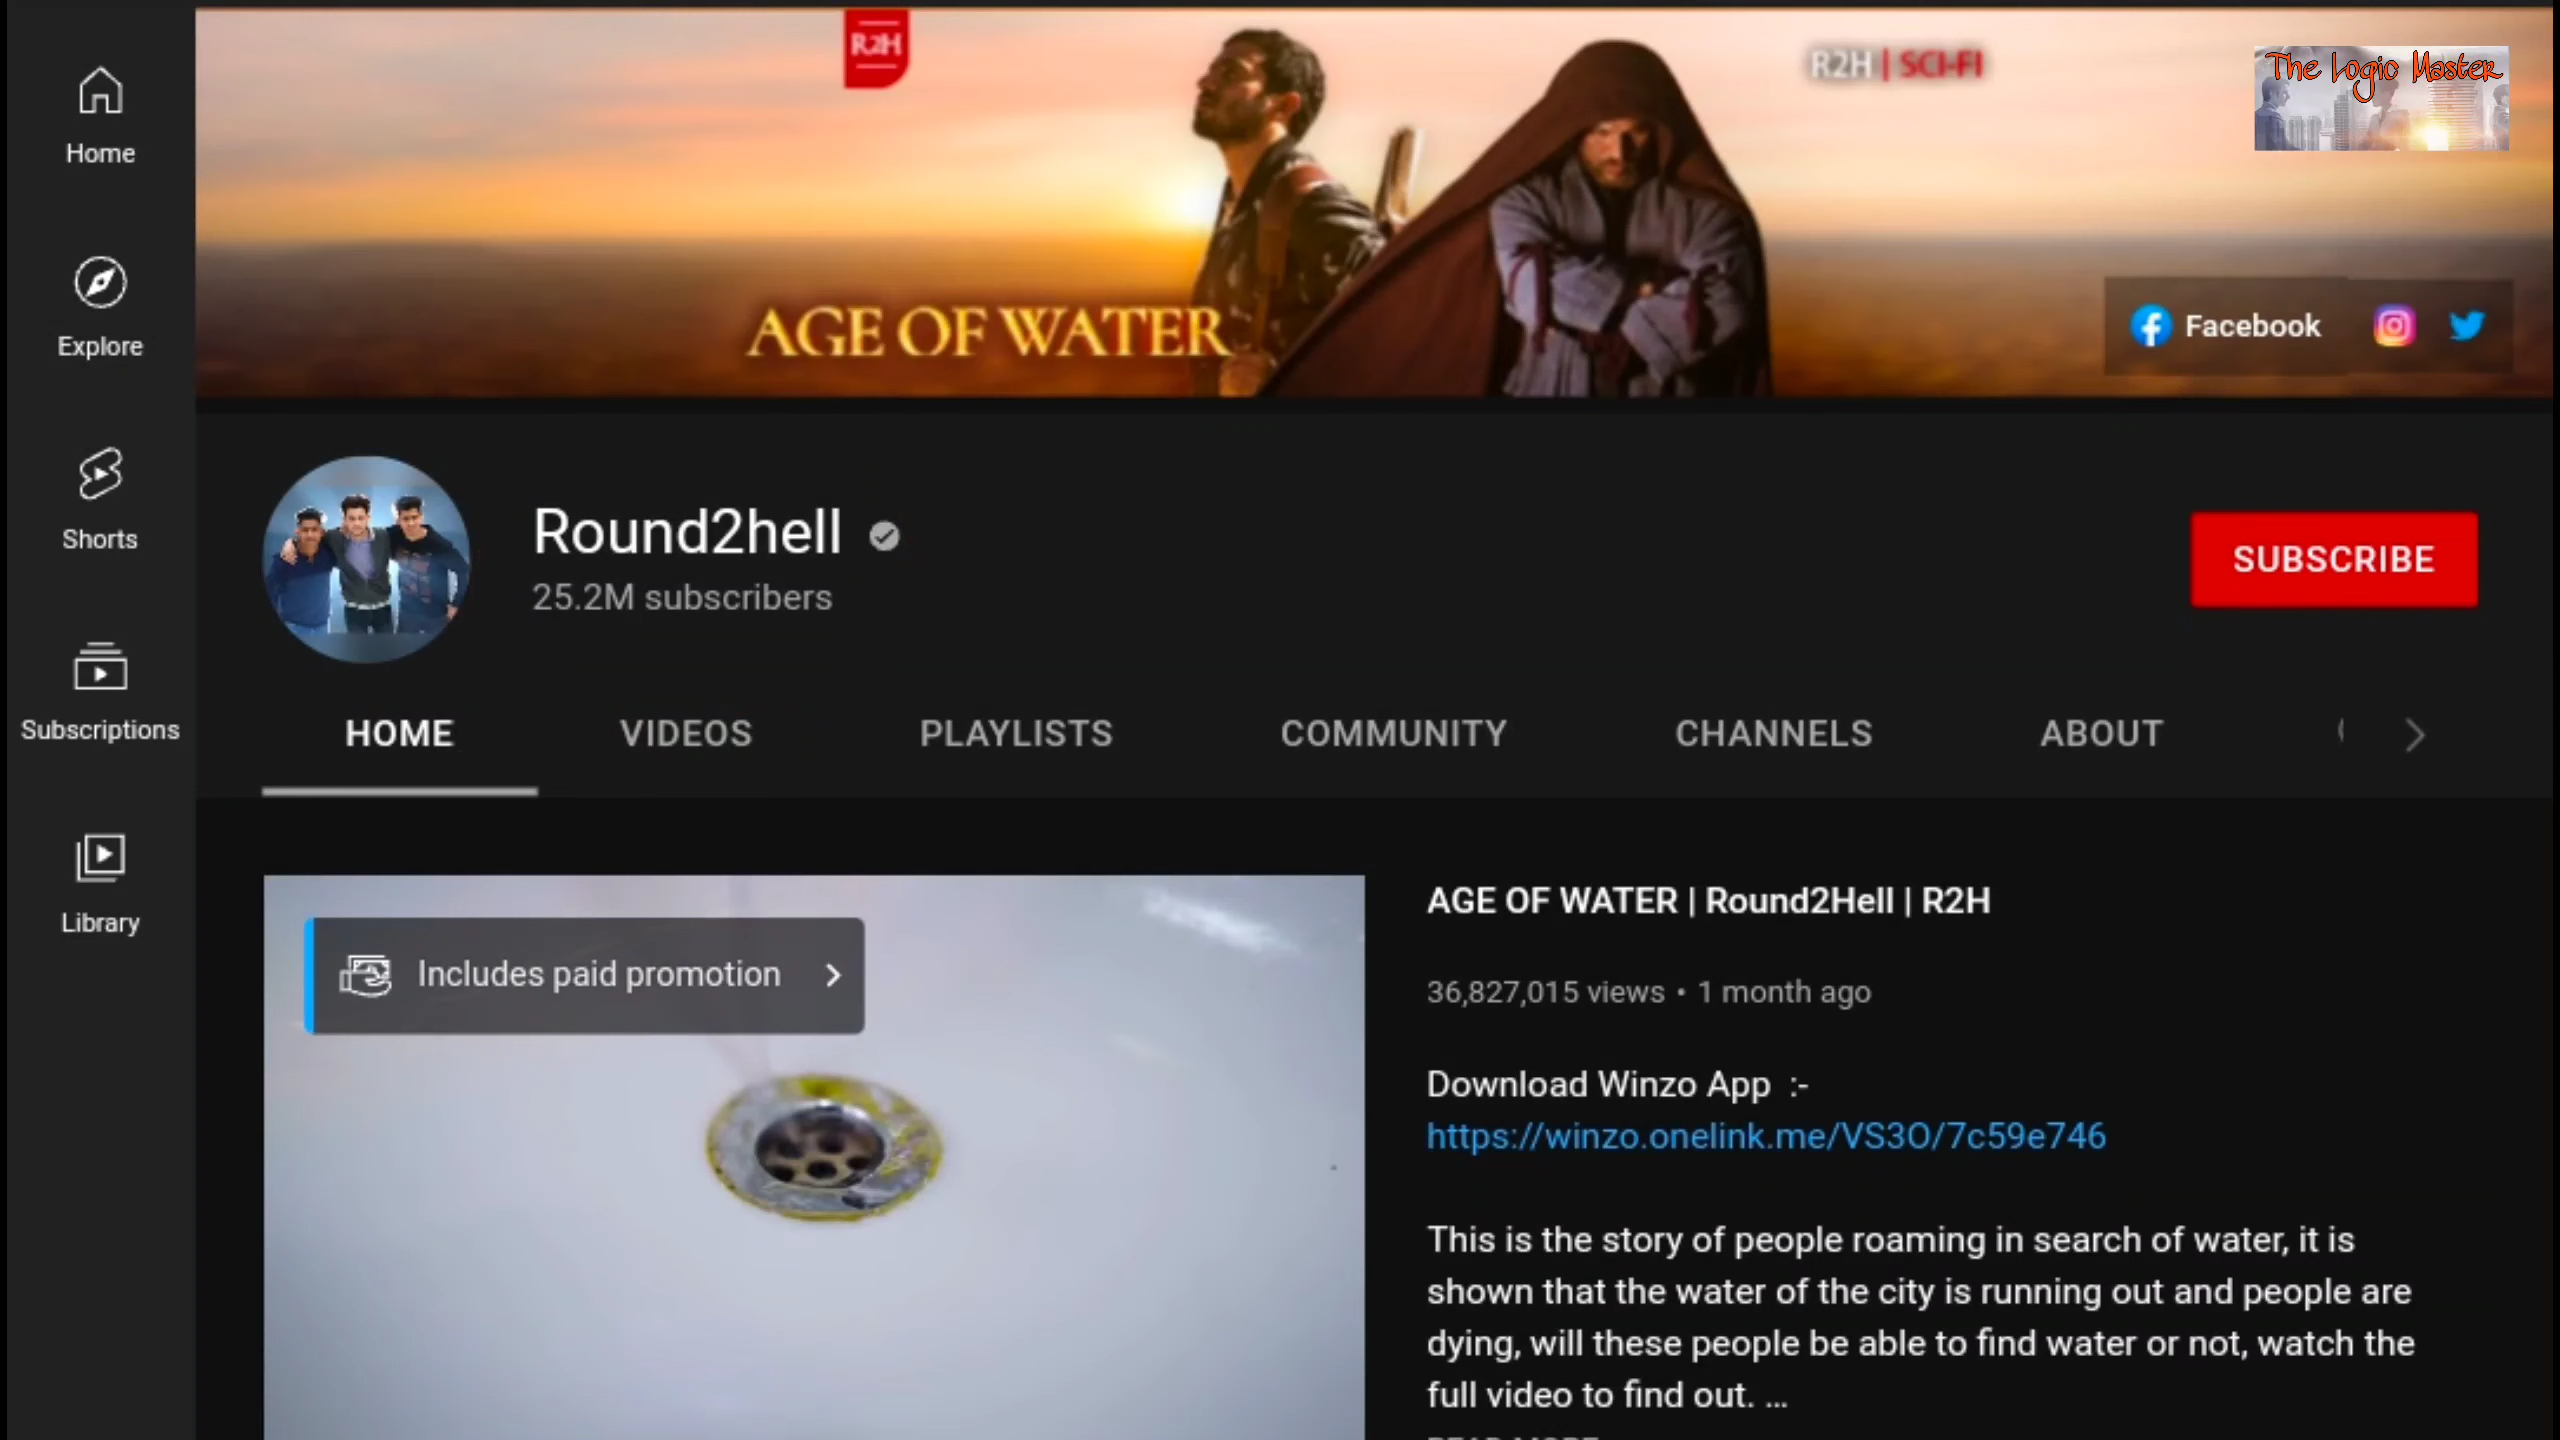 R2H
R2H | SCI-FI
The Logic Master
AGE OF WATER
Facebook
Home
Explore
Shorts
Subscriptions
Library
Round2hell
25.2M subscribers
SUBSCRIBE
HOME
VIDEOS
PLAYLISTS
COMMUNITY
CHANNELS
ABOUT
Includes paid promotion
AGE OF WATER | Round2Hell | R2H
36,827,015 views • 1 month ago
Download Winzo App :-
https://winzo.onelink.me/VS3O/7c59e746
This is the story of people roaming in search of water, it is
shown that the water of the city is running out and people are
dying, will these people be able to find water or not, watch the
full video to find out. ...